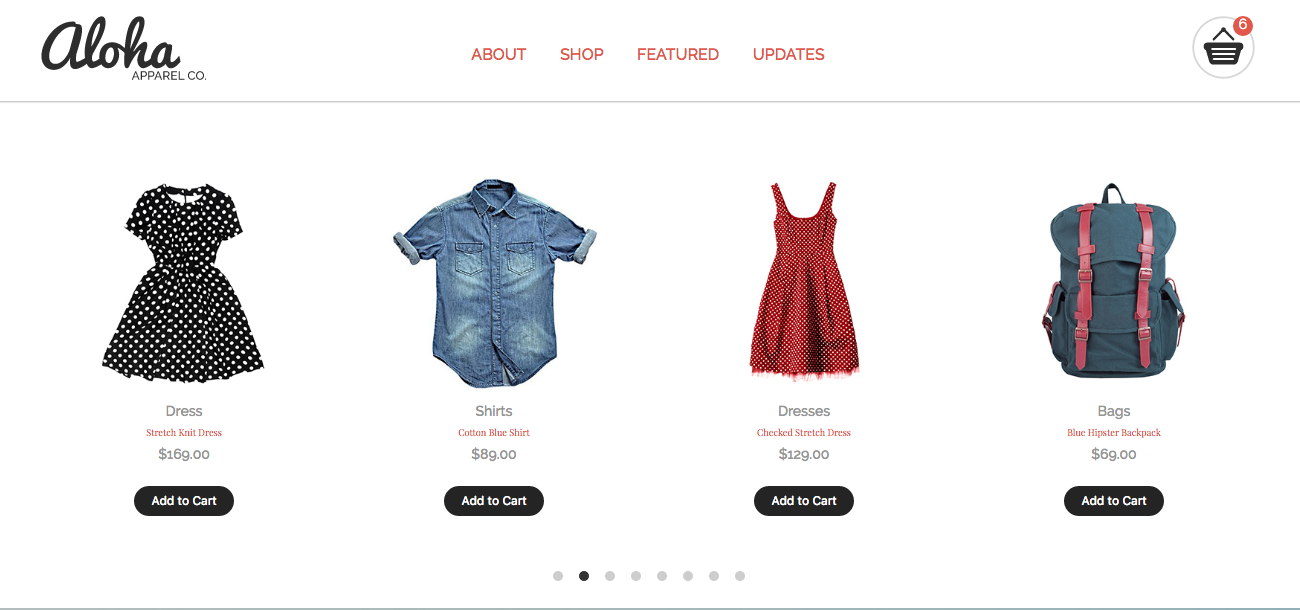 Aloha
APPAREL CO.
ABOUT SHOP FEATURED UPDATES
6
Dress
Stretch Knit Dress
$169.00
Add to Cart
Shirts
Cotton Blue Shirt
$89.00
Add to Cart
Dresses
Checked Stretch Dress
$129.00
Add to Cart
Bags
Blue Hipster Backpack
$69.00
Add to Cart